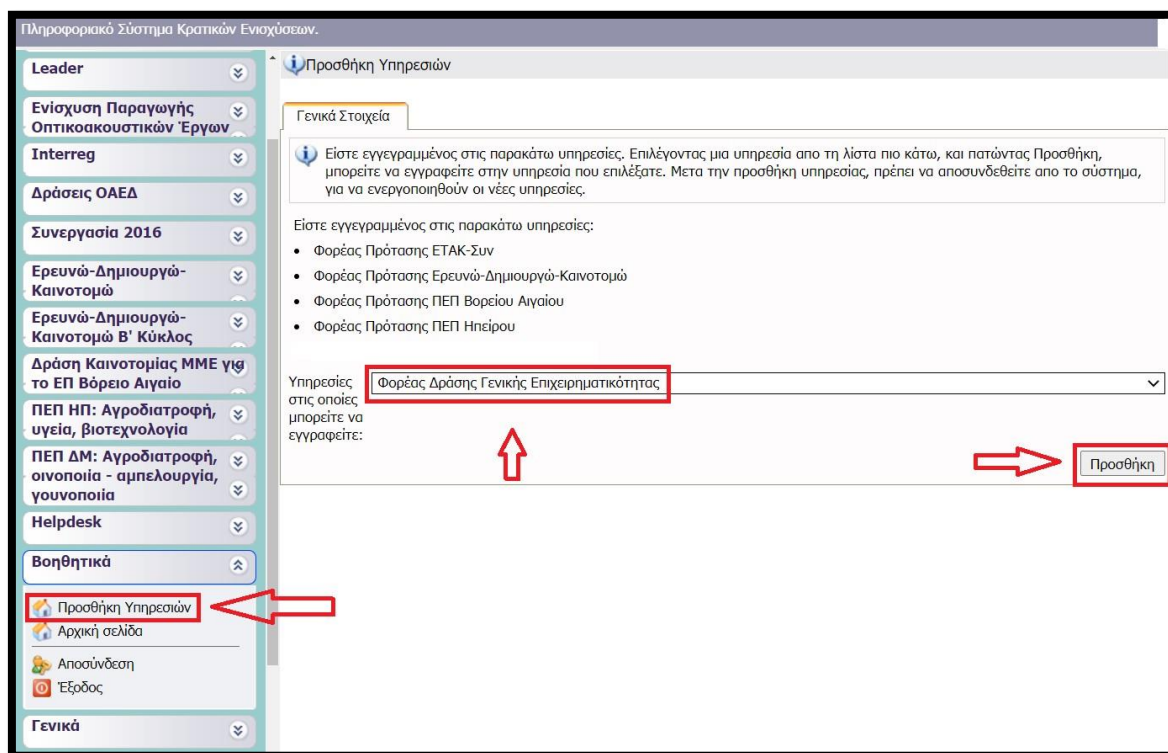 Πληροφοριακό Σύστημα Κρατικών Ενισχύσεων.
Leader
Ενίσχυση Παραγωγής
Οπτικοακουστικών Έργων
Interreg
Δράσεις ΟΑΕΔ
Συνεργασία 2016
Ερευνώ-Δημιουργώ-
Καινοτομώ
Ερευνώ-Δημιουργώ-
Καινοτομώ Β' Κύκλος
Δράση Καινοτομίας ΜΜΕ για
το ΕΠ Βόρειο Αιγαίο
ΠΕΠ ΗΠ: Αγροδιατροφή,
υγεία, βιοτεχνολογία
ΠΕΠ ΔΜ: Αγροδιατροφή,
οινοποιία - αμπελουργία,
γουνοποιία
Helpdesk
Βοηθητικά
Προσθήκη Υπηρεσιών
Αρχική σελίδα
Αποσύνδεση
Έξοδος
Γενικά
Προσθήκη Υπηρεσιών
Γενικά Στοιχεία
Είστε εγγεγραμμένος στις παρακάτω υπηρεσίες. Επιλέγοντας μια υπηρεσία απο τη λίστα πιο κάτω, και πατώντας Προσθήκη,
μπορείτε να εγγραφείτε στην υπηρεσία που επιλέξατε. Μετα την προσθήκη υπηρεσίας, πρέπει να αποσυνδεθείτε απο το σύστημα,
για να ενεργοποιηθούν οι νέες υπηρεσίες.
Είστε εγγεγραμμένος στις παρακάτω υπηρεσίες:
• Φορέας Πρότασης ΕΤΑΚ-Συν
• Φορέας Πρότασης Ερευνώ-Δημιουργώ-Καινοτομώ
• Φορέας Πρότασης ΠΕΠ Βορείου Αιγαίου
• Φορέας Πρότασης ΠΕΠ Ηπείρου
Υπηρεσίες
στις οποίες
μπορείτε να
εγγραφείτε:
Φορέας Δράσης Γενικής Επιχειρηματικότητας
Προσθήκη